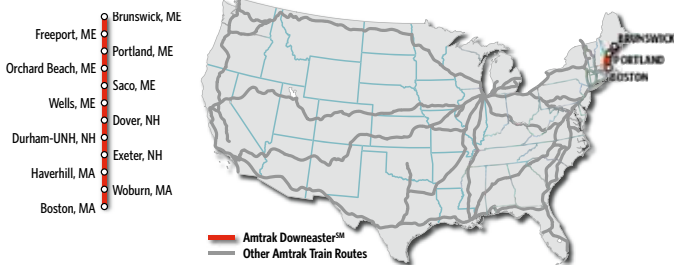 Brunswick, ME
Freeport, ME
Portland, ME
Orchard Beach, ME
Saco, ME
Wells, ME
Dover, NH
Durham-UNH, NH
Exeter, NH
Haverhill, MA
Woburn, MA
Boston, MA
BRUNSWICK
PORTLAND
BOSTON
Amtrak Downeaster℠
Other Amtrak Train Routes